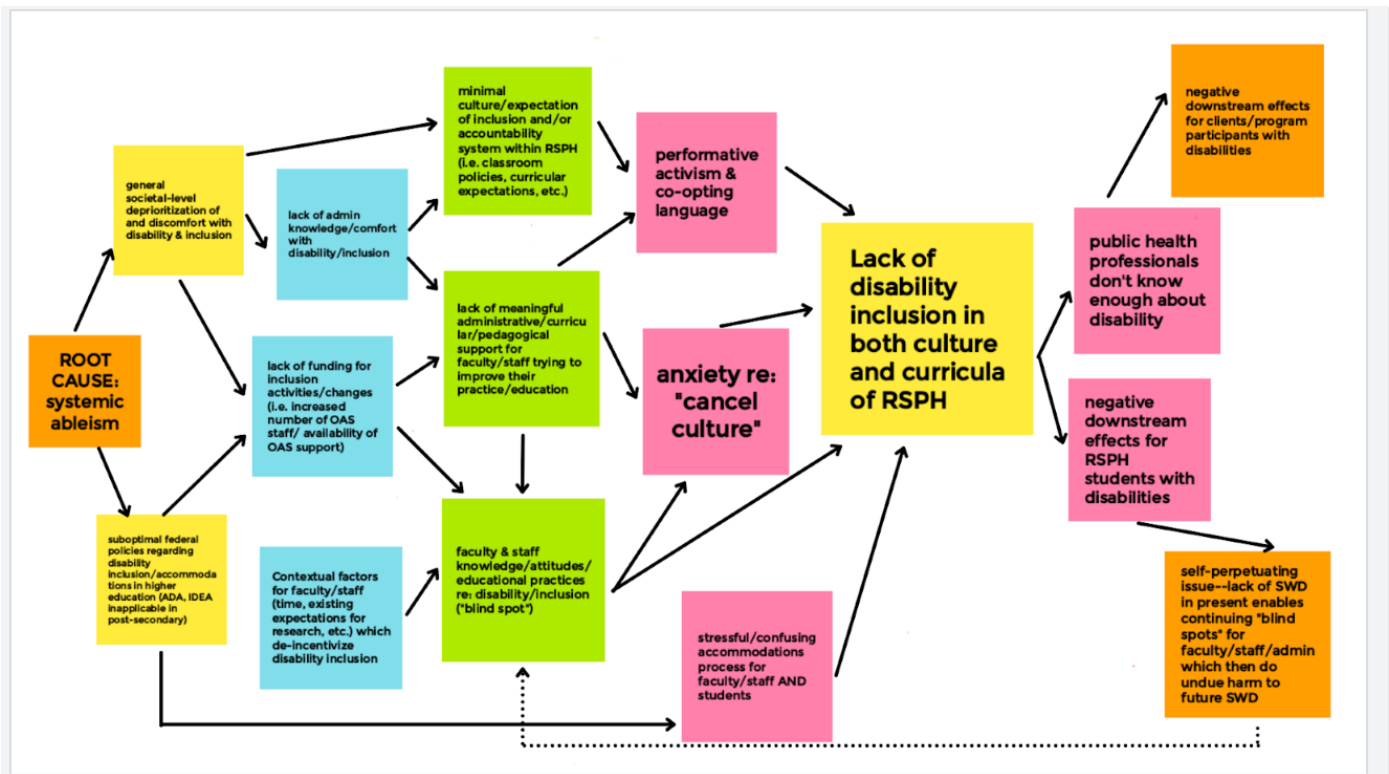 ROOT
CAUSE:
systemic
ableism
general
societal-level
deprioritization of
and discomfort with
disability & inclusion
suboptimal federal
policies regarding
disability
inclusion/accommoda
tions in higher
education (ADA, IDEA
inapplicable in
post-secondary)
lack of admin
knowledge/comfort
with
disability/inclusion
lack of funding for
inclusion
activities/changes
(i.e. increased
number of OAS
staff/ availability of
OAS support)
Contextual factors
for faculty/staff
(time, existing
expectations for
research, etc.) which
de-incentivize
disability inclusion
minimal
culture/expectation
of inclusion and/or
accountability
system within RSPH
(i.e. classroom
policies, curricular
expectations, etc.)
lack of meaningful
administrative/curricu
lar/pedagogical
support for
faculty/staff trying to
improve their
practice/education
faculty & staff
knowledge/attitudes/
educational practices
re: disability/inclusion
("blind spot")
performative
activism &
co-opting
language
anxiety re:
"cancel
culture"
stressful/confusing
accommodations
process for
faculty/staff AND
students
Lack of
disability
inclusion in
both culture
and curricula
of RSPH
public health
professionals
don't know
enough about
disability
negative
downstream
effects for
RSPH
students with
disabilities
negative
downstream effects
for clients/program
participants with
disabilities
self-perpetuating
issue--lack of SWD
in present enables
continuing "blind
spots" for
faculty/staff/admin
which then do
undue harm to
future SWD